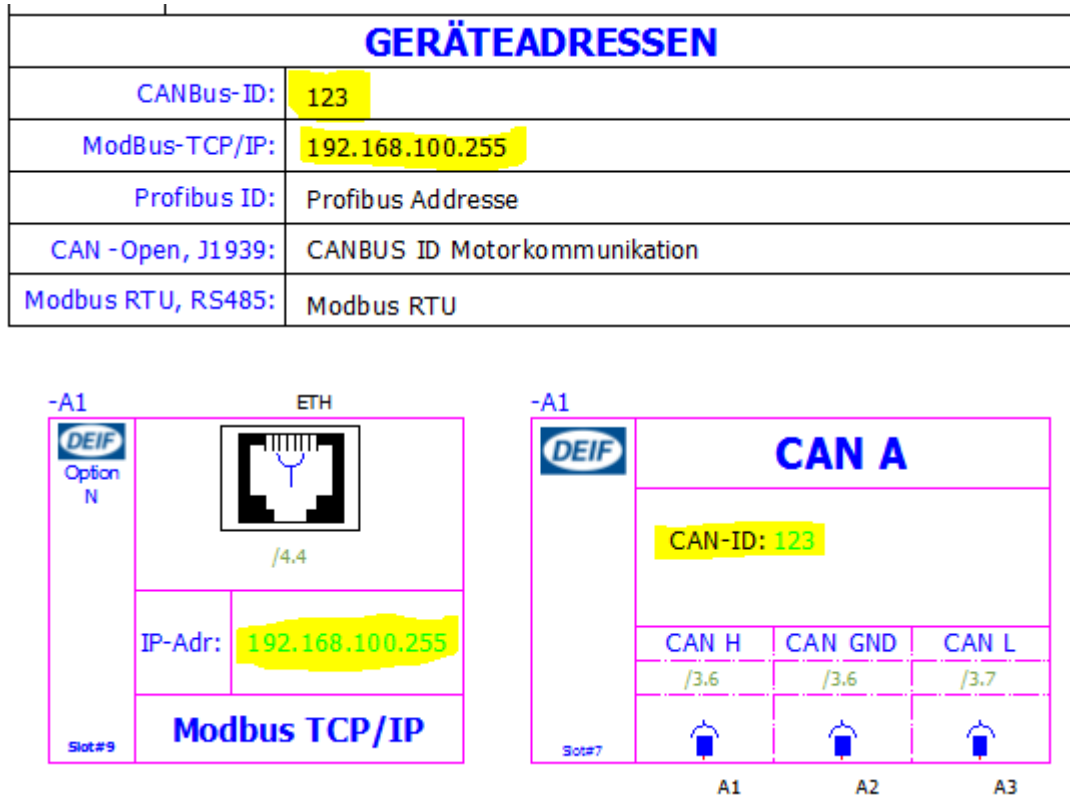 GERÄTEADRESSEN
CANBus-ID: 123
ModBus-TCP/IP: 192.168.100.255
Profibus ID: Profibus Addresse
CAN -Open, J1939: CANBUS ID Motorkommunikation
Modbus RTU, RS485: Modbus RTU
-A1 ETH
DEIF
Option
N
/4.4
IP-Adr: 192.168.100.255
Slot#9
Modbus TCP/IP
-A1
DEIF
CAN A
CAN-ID: 123
CAN H CAN GND CAN L
/3.6 /3.6 /3.7
Slot#7
A1 A2 A3